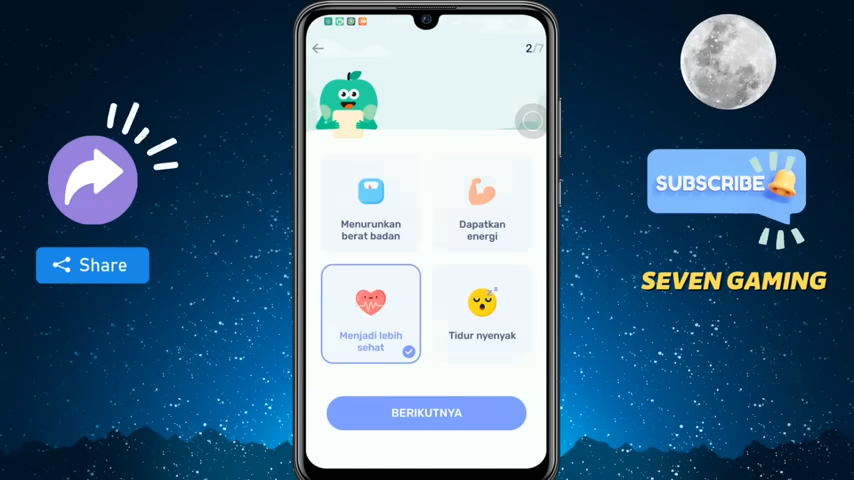 2/7
Menurunkan
berat badan
Dapatkan
energi
Menjadi lebih
sehat
Tidur nyenyak
BERIKUTNYA
Share
SUBSCRIBE
SEVEN GAMING